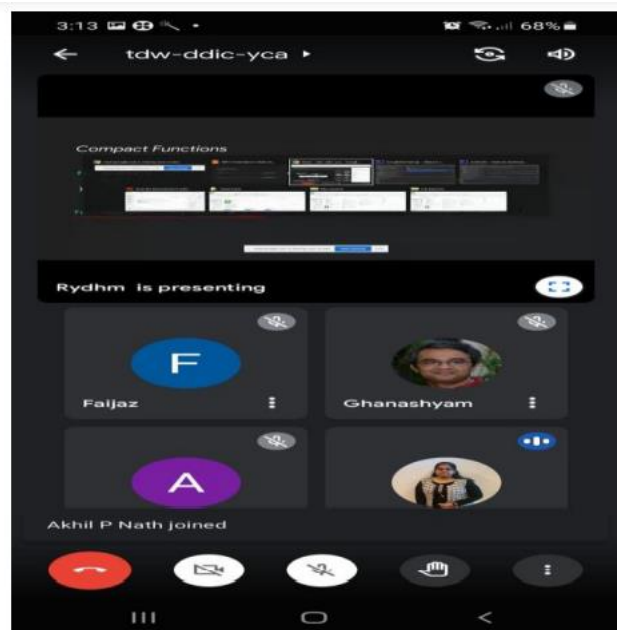 3:13 68%
tdw-ddic-yca
Compact Functions
Rydhm is presenting
F
Faijaz
Ghanashyam
A
Akhil P Nath joined